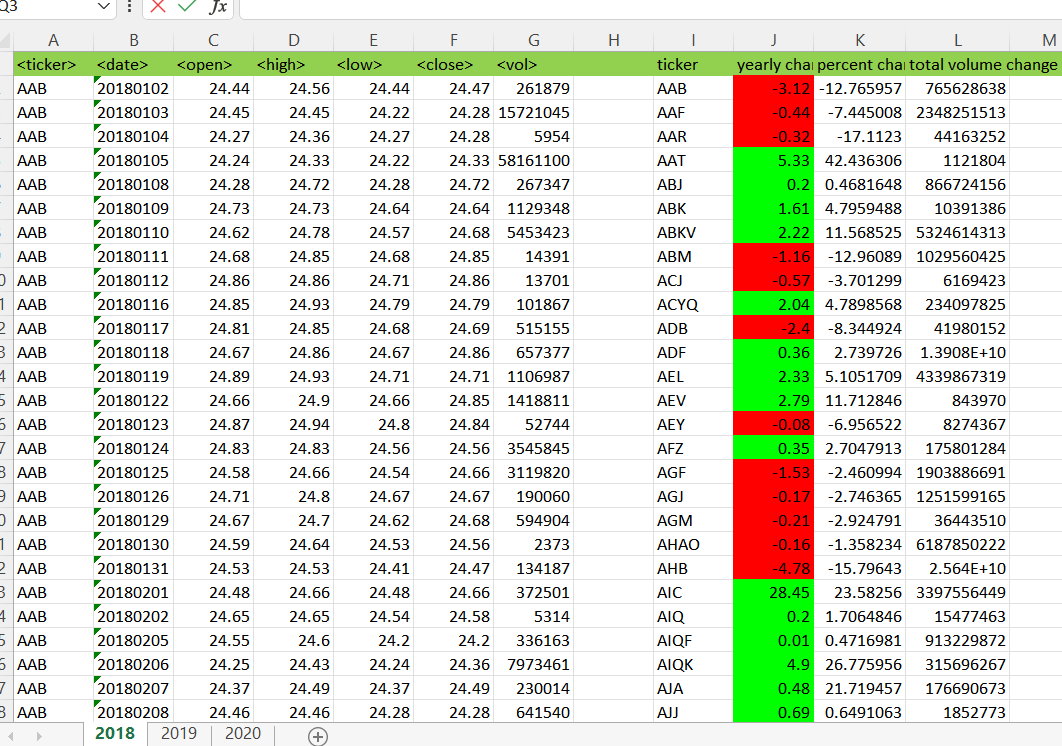 Q3 fx
A B C D E F G H I J K L M
<ticker> <date> <open> <high> <low> <close> <vol> ticker yearly chan percent chan total volume change
AAB 20180102 24.44 24.56 24.44 24.47 261879 AAB -3.12 -12.765957 765628638
AAB 20180103 24.45 24.45 24.22 24.28 15721045 AAF -0.44 -7.445008 2348251513
AAB 20180104 24.27 24.36 24.27 24.28 5954 AAR -0.32 -17.1123 44163252
AAB 20180105 24.24 24.33 24.22 24.33 58161100 AAT 5.33 42.436306 1121804
AAB 20180108 24.28 24.72 24.28 24.72 267347 ABJ 0.2 0.4681648 866724156
AAB 20180109 24.73 24.73 24.64 24.64 1129348 ABK 1.61 4.7959488 10391386
AAB 20180110 24.62 24.78 24.57 24.68 5453423 ABKV 2.22 11.568525 5324614313
AAB 20180111 24.68 24.85 24.68 24.85 14391 ABM -1.16 -12.96089 1029560425
AAB 20180112 24.86 24.86 24.71 24.86 13701 ACJ -0.57 -3.701299 6169423
AAB 20180116 24.85 24.93 24.79 24.79 101867 ACYQ 2.04 4.7898568 234097825
AAB 20180117 24.81 24.85 24.68 24.69 515155 ADB -2.4 -8.344924 41980152
AAB 20180118 24.67 24.86 24.67 24.86 657377 ADF 0.36 2.739726 1.3908E+10
AAB 20180119 24.89 24.93 24.71 24.71 1106987 AEL 2.33 5.1051709 4339867319
AAB 20180122 24.66 24.9 24.66 24.85 1418811 AEV 2.79 11.712846 843970
AAB 20180123 24.87 24.94 24.8 24.84 52744 AEY -0.08 -6.956522 8274367
AAB 20180124 24.83 24.83 24.56 24.56 3545845 AFZ 0.35 2.7047913 175801284
AAB 20180125 24.58 24.66 24.54 24.66 3119820 AGF -1.53 -2.460994 1903886691
AAB 20180126 24.71 24.8 24.67 24.67 190060 AGJ -0.17 -2.746365 1251599165
AAB 20180129 24.67 24.7 24.62 24.68 594904 AGM -0.21 -2.924791 36443510
AAB 20180130 24.59 24.64 24.53 24.56 2373 AHAO -0.16 -1.358234 6187850222
AAB 20180131 24.53 24.53 24.41 24.47 134187 AHB -4.78 -15.79643 2.564E+10
AAB 20180201 24.48 24.66 24.48 24.66 372501 AIC 28.45 23.58256 3397556449
AAB 20180202 24.65 24.65 24.54 24.58 5314 AIQ 0.2 1.7064846 15477463
AAB 20180205 24.55 24.6 24.2 24.2 336163 AIQF 0.01 0.4716981 913229872
AAB 20180206 24.25 24.43 24.24 24.36 7973461 AIQK 4.9 26.775956 315696267
AAB 20180207 24.37 24.49 24.37 24.49 230014 AJA 0.48 21.719457 176690673
AAB 20180208 24.46 24.46 24.28 24.28 641540 AJJ 0.69 0.6491063 1852773
2018 2019 2020